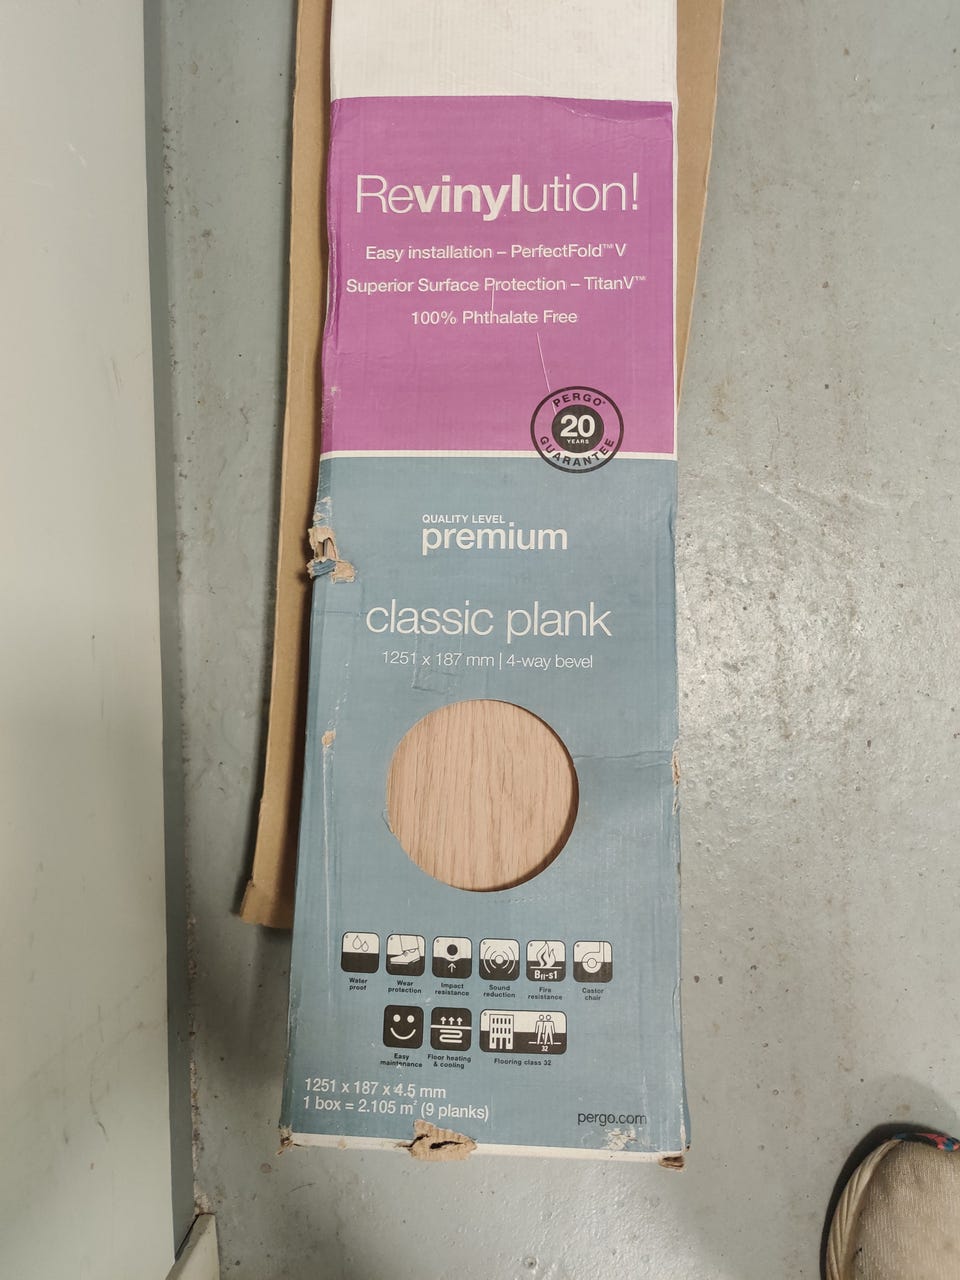 Revinylution!
Easy installation – PerfectFold™ V
Superior Surface Protection – TitanV™
100% Phthalate Free
PERGO®
20
YEARS
GUARANTEE
QUALITY LEVEL
premium
classic plank
1251 x 187 mm | 4-way bevel
Bfl-s1
Water
proof
Wear
protection
Impact
resistance
Sound
reduction
Fire
resistance
Castor
chair
32
Easy
maintenance
Floor heating
& cooling
Flooring class 32
1251 x 187 x 4.5 mm
1 box = 2.105 m² (9 planks)
pergo.com